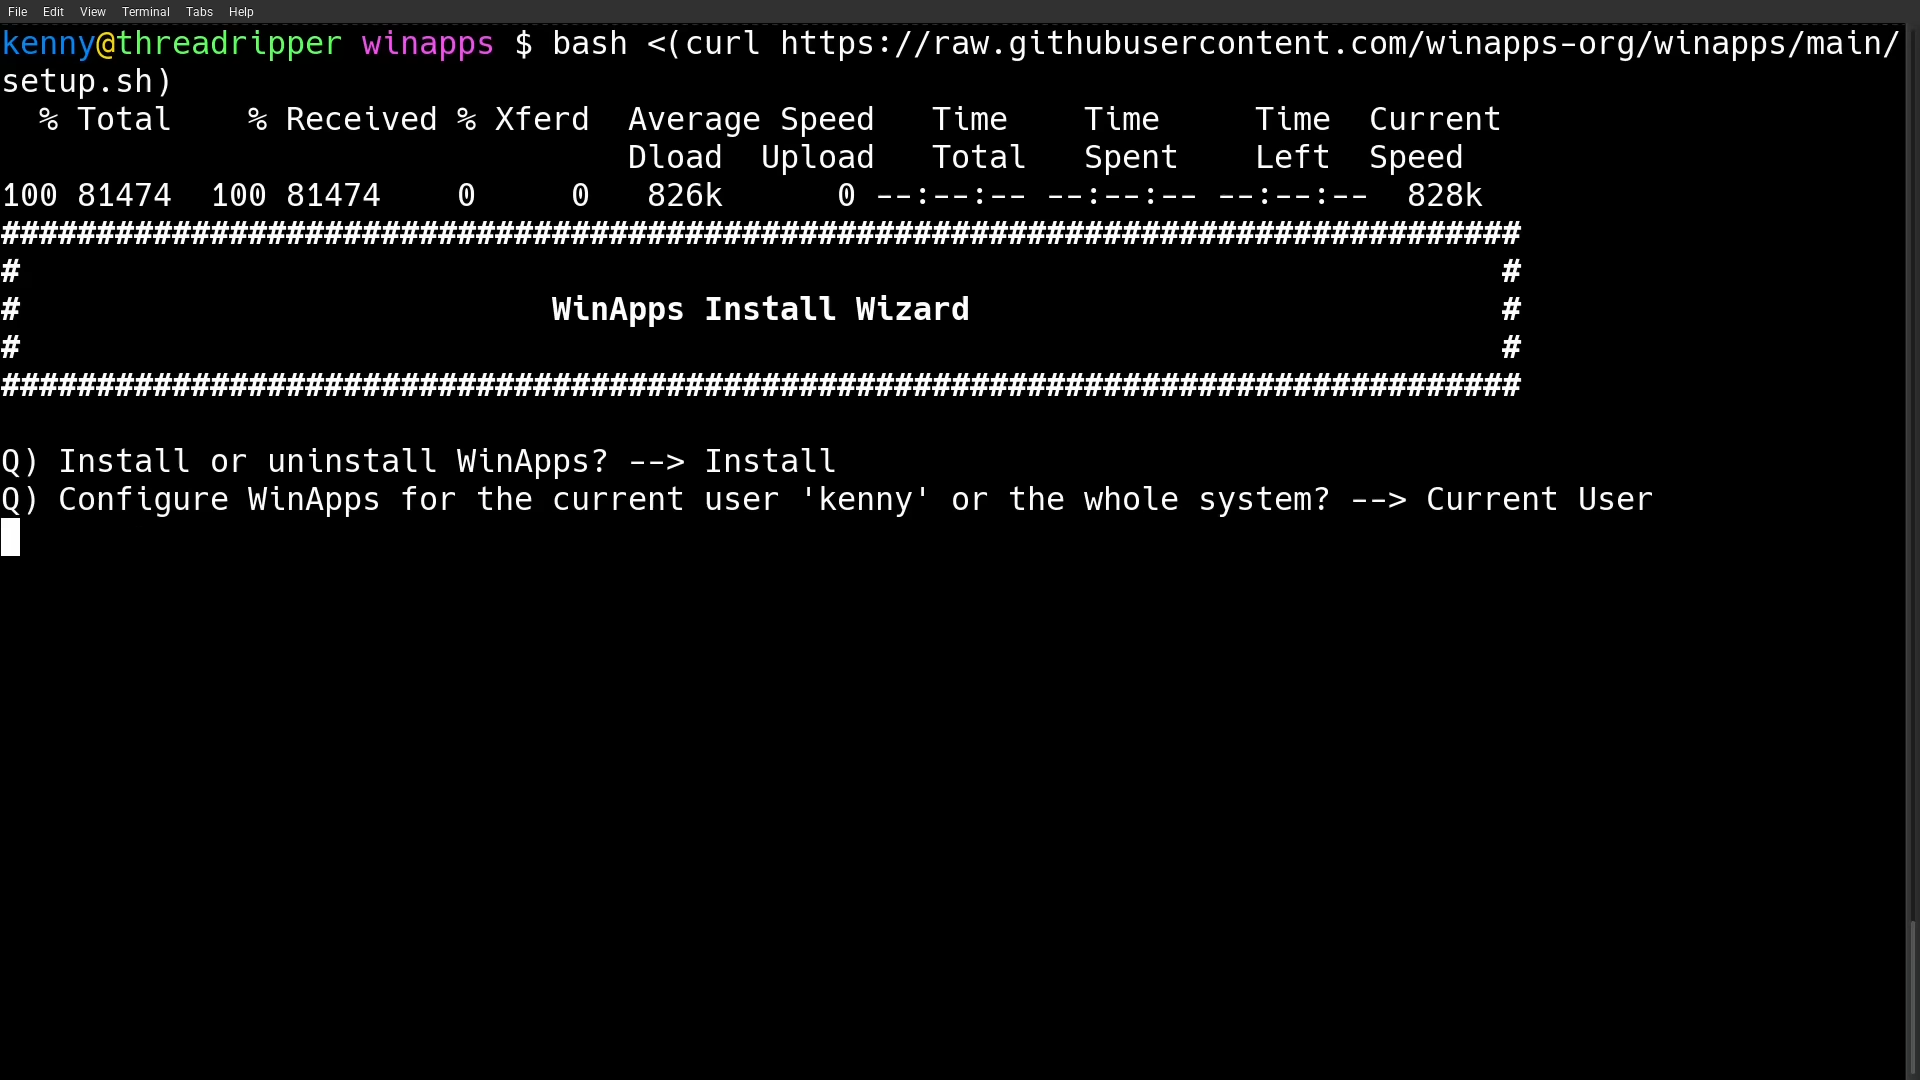 File Edit View Terminal Tabs Help
kenny@threadripper winapps $ bash <(curl https://raw.githubusercontent.com/winapps-org/winapps/main/
setup.sh)
  % Total    % Received % Xferd  Average Speed   Time    Time     Time  Current
                                 Dload  Upload   Total   Spent    Left  Speed
100 81474  100 81474    0     0   826k      0 --:--:-- --:--:-- --:--:--  828k
################################################################################
#                                                                              #
#                            WinApps Install Wizard                            #
#                                                                              #
################################################################################
Q) Install or uninstall WinApps? --> Install
Q) Configure WinApps for the current user 'kenny' or the whole system? --> Current User